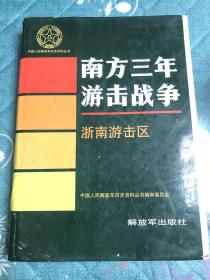 中国人民解放军历史资料丛书
南方三年
游击战争
浙南游击区
中国人民解放军历史资料丛书编审委员会
解放军出版社